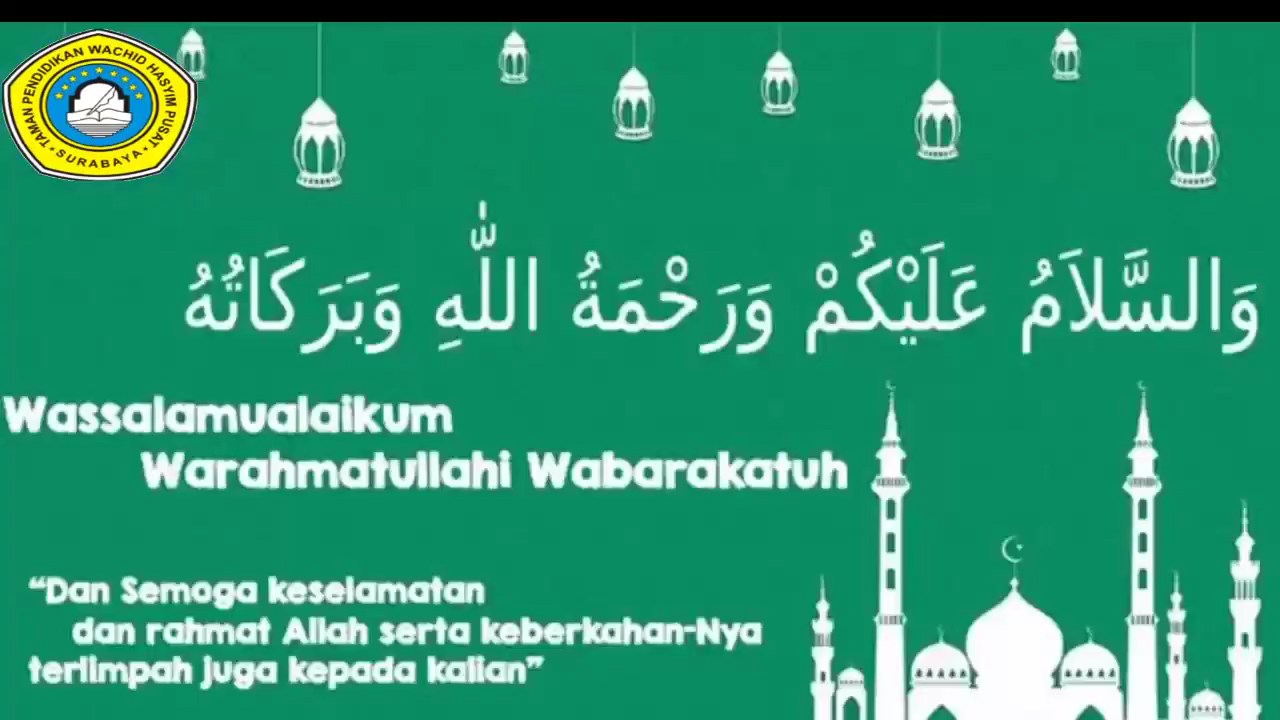 TAMAN PENDIDIKAN WACHID HASYIM PUSAT
• SURABAYA •
وَالسَّلاَمُ عَلَيْكُمْ وَرَحْمَةُ اللّٰهِ وَبَرَكَاتُهُ
Wassalamualaikum
Warahmatullahi Wabarakatuh
“Dan Semoga keselamatan
dan rahmat Allah serta keberkahan-Nya
terlimpah juga kepada kalian”